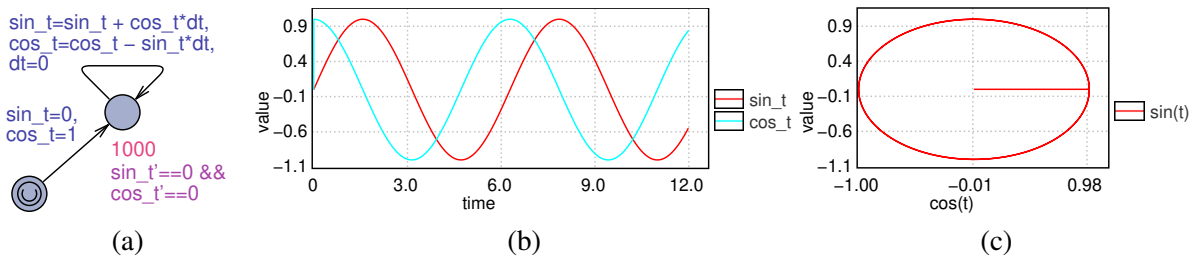 sin_t=sin_t + cos_t*dt,
cos_t=cos_t − sin_t*dt,
dt=0
sin_t=0,
cos_t=1
1000
sin_t'==0 &&
cos_t'==0
(a)
value
0.9
0.4
−0.1
−0.6
−1.1
0
3.0
6.0
9.0
12.0
time
sin_t
cos_t
(b)
value
0.9
0.4
−0.1
−0.6
−1.1
−1.00
−0.01
0.98
cos(t)
sin(t)
(c)